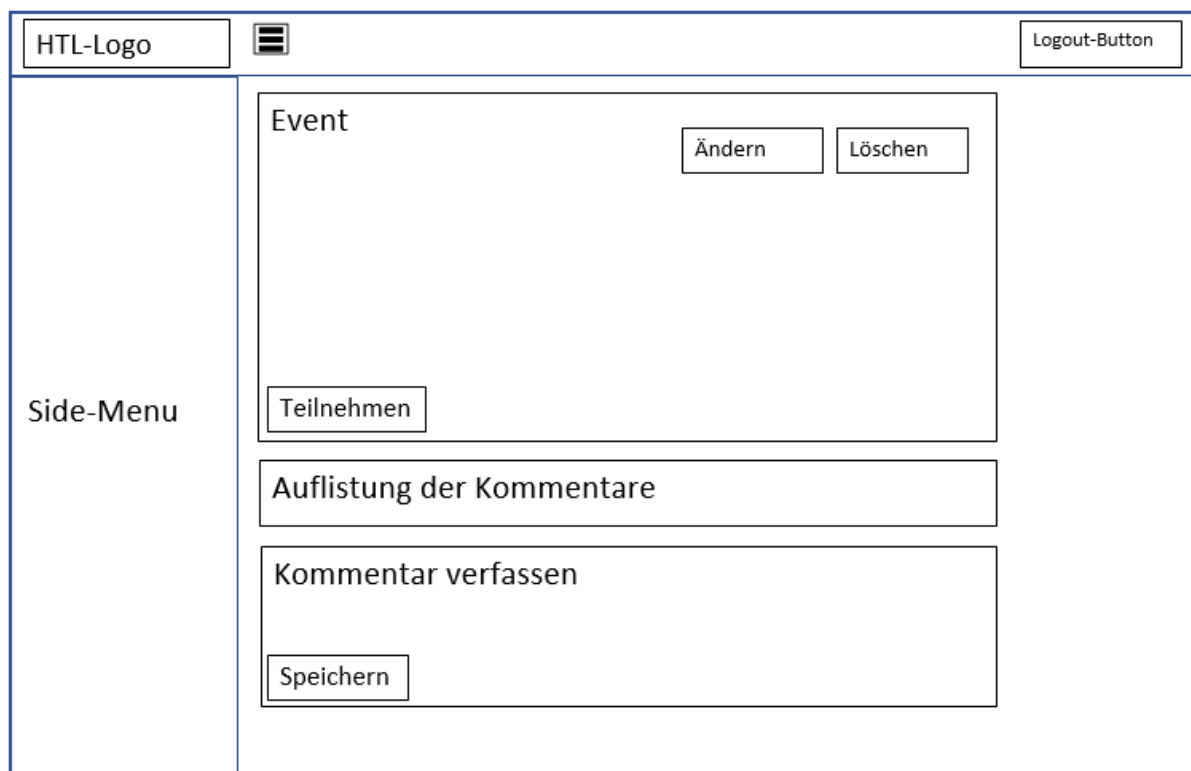 HTL-Logo
Logout-Button
Event
Ändern
Löschen
Side-Menu
Teilnehmen
Auflistung der Kommentare
Kommentar verfassen
Speichern